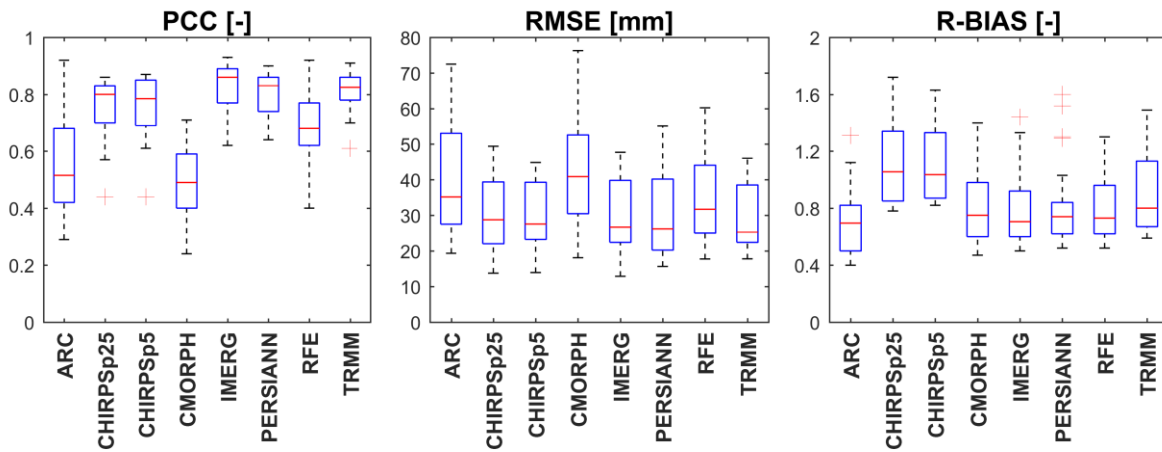 PCC [-]
1
0.8
0.6
0.4
0.2
0
ARC
CHIRPSp25
CHIRPSp5
CMORPH
IMERG
PERSIANN
RFE
TRMM
RMSE [mm]
80
70
60
50
40
30
20
10
0
ARC
CHIRPSp25
CHIRPSp5
CMORPH
IMERG
PERSIANN
RFE
TRMM
R-BIAS [-]
2
1.6
1.2
0.8
0.4
0
ARC
CHIRPSp25
CHIRPSp5
CMORPH
IMERG
PERSIANN
RFE
TRMM